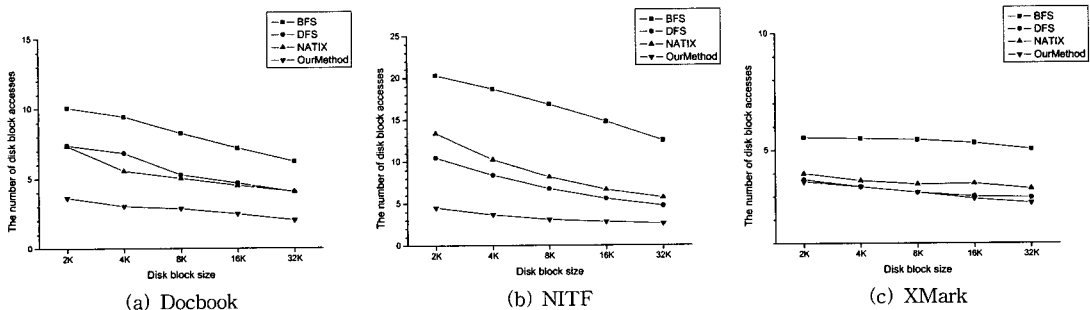 The number of disk block accesses
15
10
5
0
2K 4K 8K 16K 32K
Disk block size
BFS
DFS
NATIX
OurMethod
(a) Docbook
The number of disk block accesses
25
20
15
10
5
0
2K 4K 8K 16K 32K
Disk block size
BFS
DFS
NATIX
OurMethod
(b) NITF
The number of disk block accesses
10
5
2K 4K 8K 16K 32K
Disk block size
BFS
DFS
NATIX
OurMethod
(c) XMark